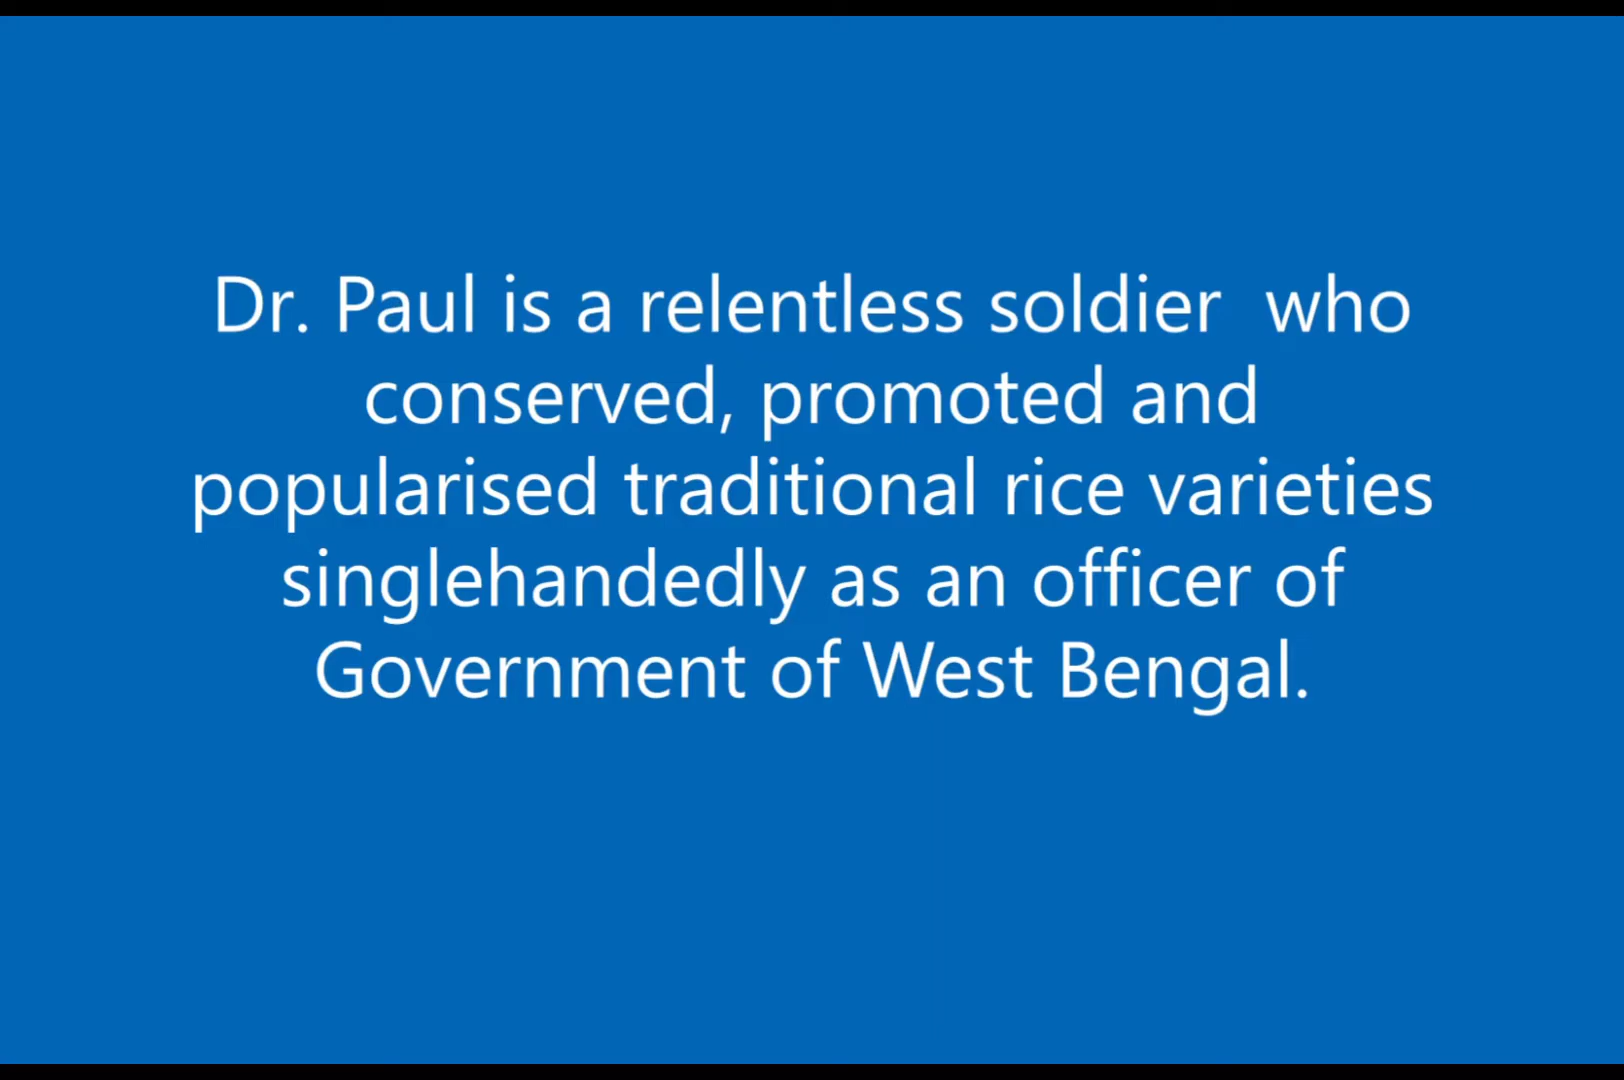 Dr. Paul is a relentless soldier  who
conserved, promoted and
popularised traditional rice varieties
singlehandedly as an officer of
Government of West Bengal.